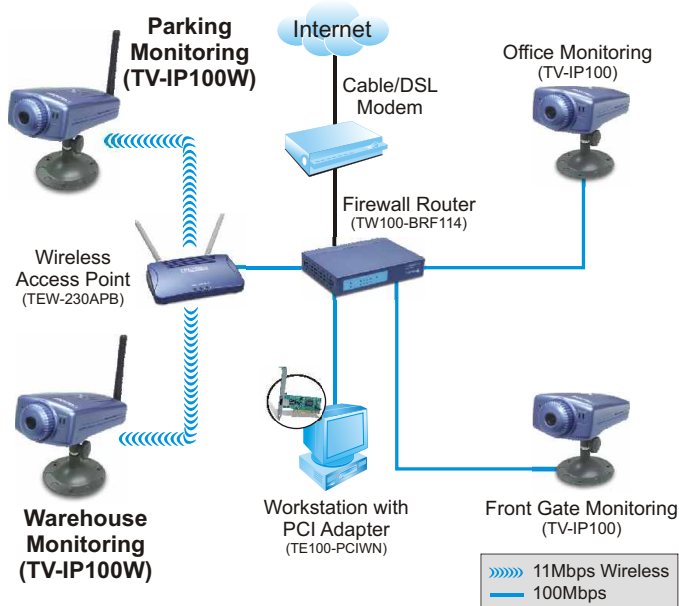 Parking
Monitoring
(TV-IP100W)
Internet
Office Monitoring
(TV-IP100)
Cable/DSL
Modem
Firewall Router
(TW100-BRF114)
Wireless
Access Point
(TEW-230APB)
Warehouse
Monitoring
(TV-IP100W)
Workstation with
PCI Adapter
(TE100-PCIWN)
Front Gate Monitoring
(TV-IP100)
11Mbps Wireless
100Mbps